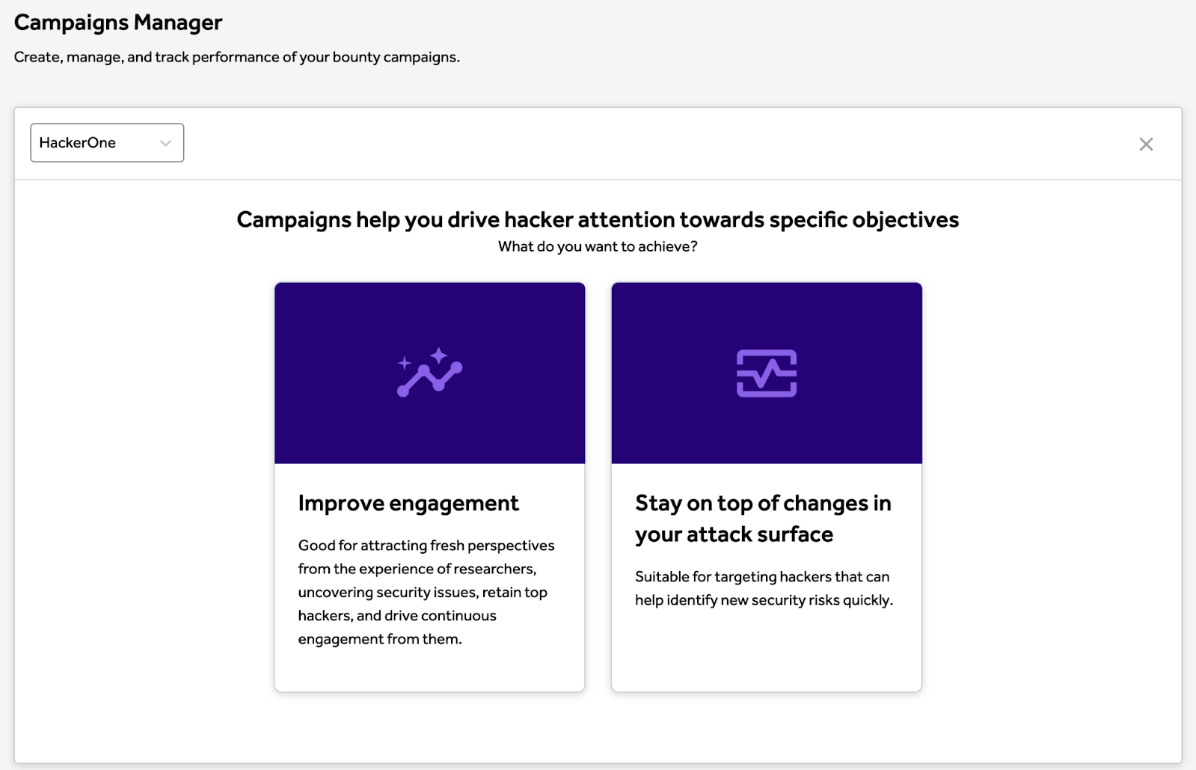 Campaigns Manager
Create, manage, and track performance of your bounty campaigns.
HackerOne
Campaigns help you drive hacker attention towards specific objectives
What do you want to achieve?
Improve engagement
Good for attracting fresh perspectives
from the experience of researchers,
uncovering security issues, retain top
hackers, and drive continuous
engagement from them.
Stay on top of changes in
your attack surface
Suitable for targeting hackers that can
help identify new security risks quickly.